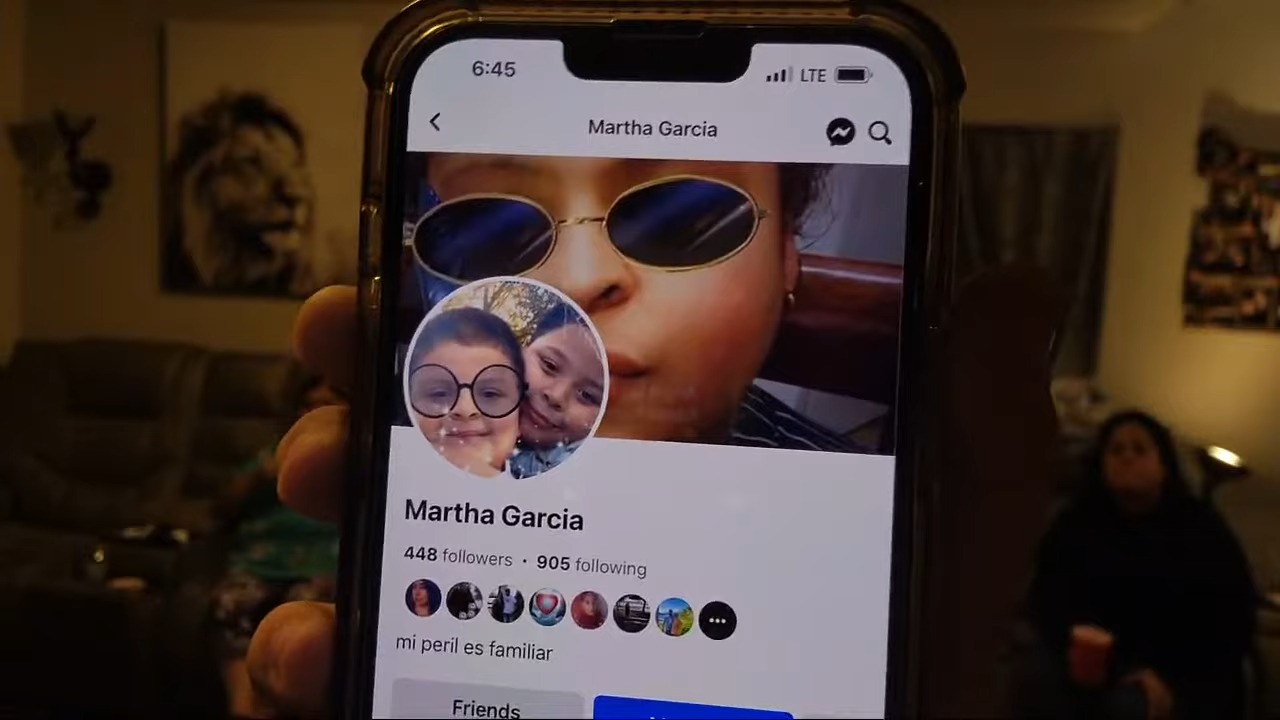 6:45
LTE
Martha Garcia
Martha Garcia
448 followers · 905 following
mi peril es familiar
Friends